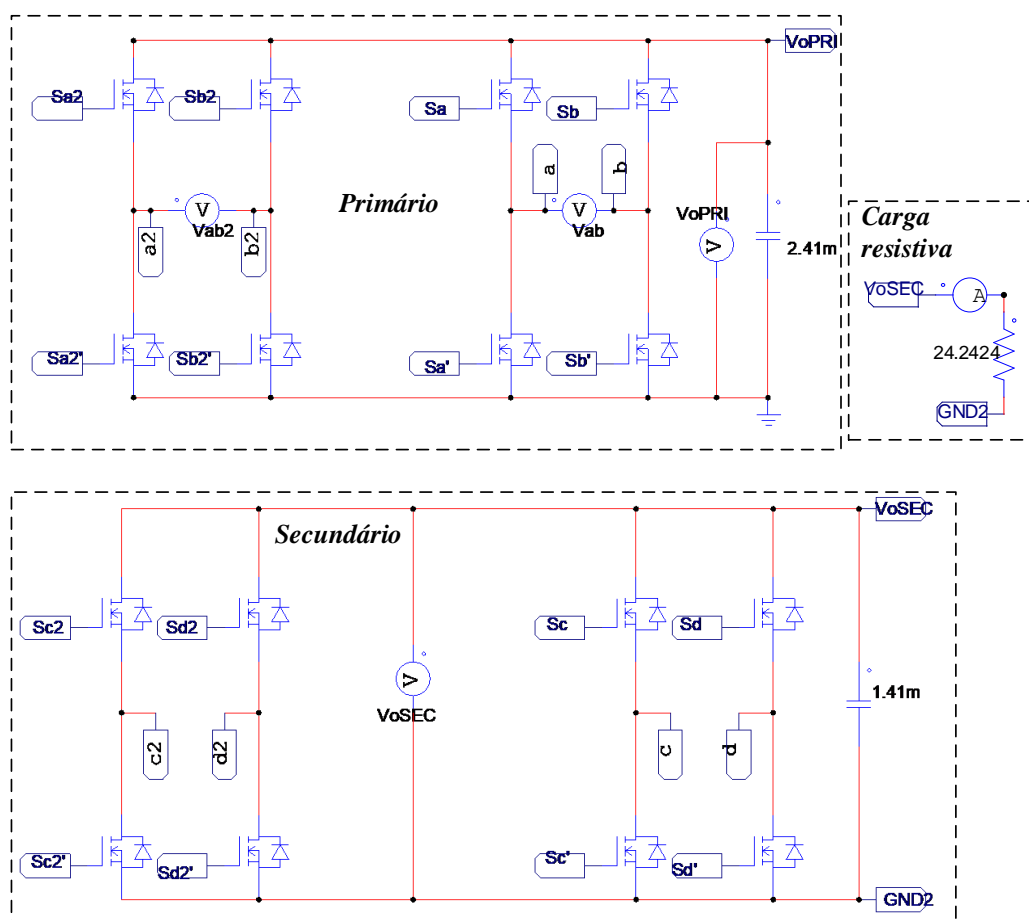 VoPRI
Sa2
Sb2
Sa
Sb
a
b
Primário
VoPRI
V
V
V
Vab2
Vab
a2
b2
2.41m
Sa2'
Sb2'
Sa'
Sb'
Carga
resistiva
VoSEC
A
24.2424
GND2
Secundário
VoSEC
Sc2
Sd2
Sc
Sd
V
VoSEC
1.41m
c2
d2
c
d
Sc2'
Sd2'
Sc'
Sd'
GND2